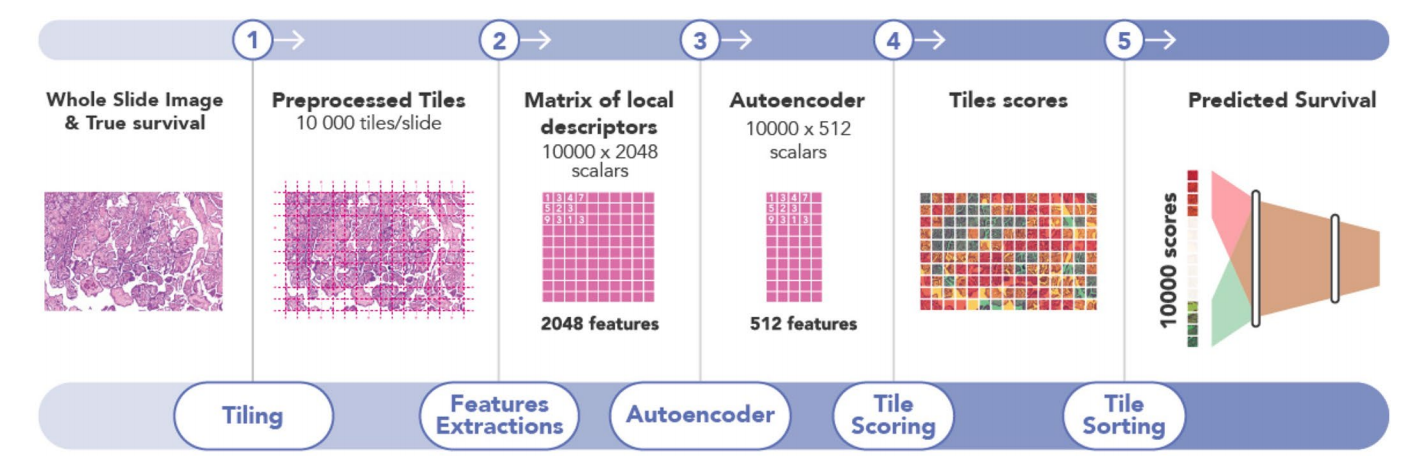 1
2
3
4
5
Whole Slide Image
& True survival
Preprocessed Tiles
10 000 tiles/slide
Matrix of local
descriptors
10000 x 2048
scalars
1 3 4 7
5 2 3
9 3 1 3
2048 features
Autoencoder
10000 x 512
scalars
1 3 4 7
5 2 3
9 3 1 3
512 features
Tiles scores
Predicted Survival
10000 scores
Tiling
Features
Extractions
Autoencoder
Tile
Scoring
Tile
Sorting